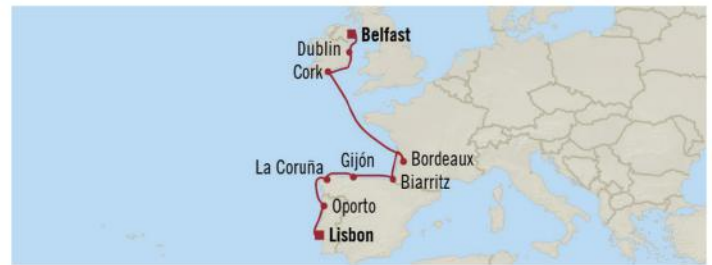 Belfast
Dublin
Cork
Bordeaux
Gijón
La Coruña
Biarritz
Oporto
Lisbon